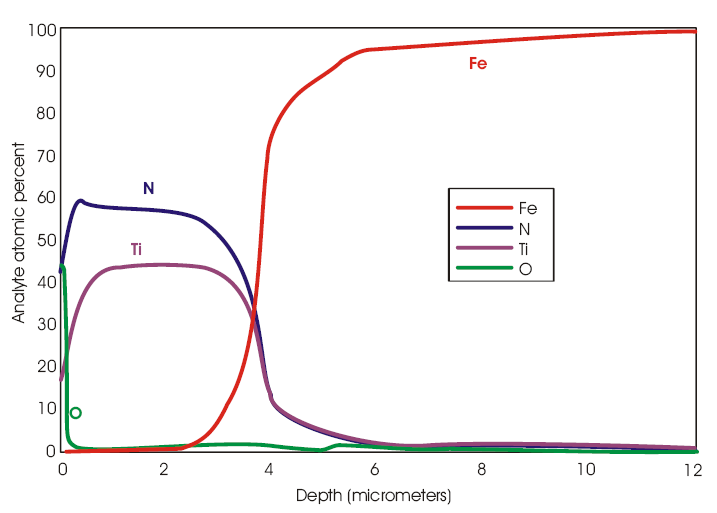 100
90
80
70
60
50
40
30
20
10
0
Analyte atomic percent
N
Ti
O
Fe
Fe
N
Ti
O
0 2 4 6 8 10 12
Depth (micrometers)